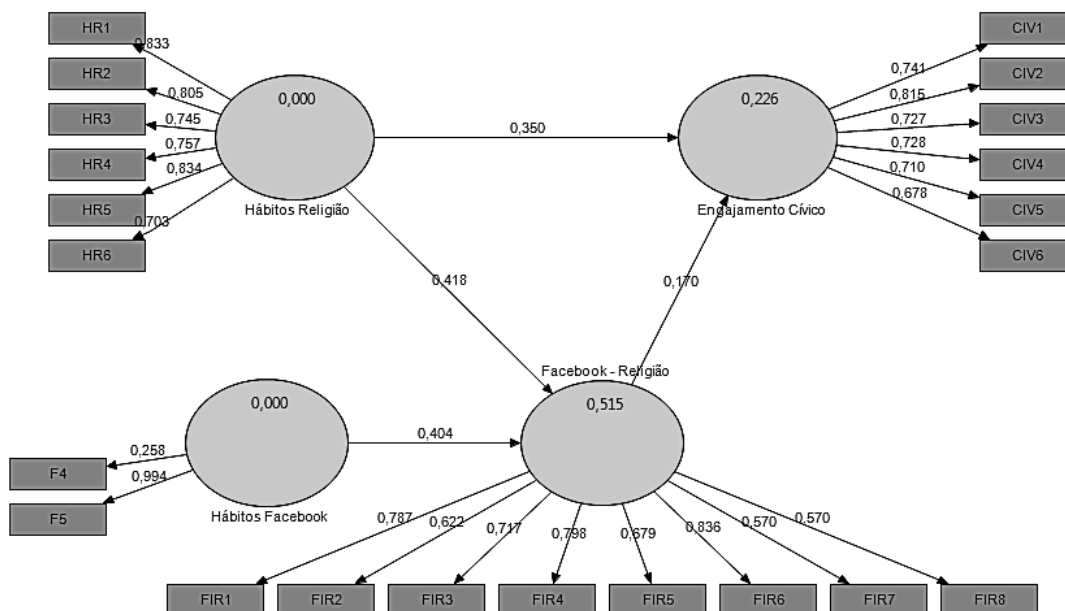 HR1
HR2
HR3
HR4
HR5
HR6
0,833
0,805
0,745
0,757
0,834
0,703
0,000
Hábitos Religião
0,350
0,418
0,226
Engajamento Cívico
0,741
0,815
0,727
0,728
0,710
0,678
CIV1
CIV2
CIV3
CIV4
CIV5
CIV6
0,170
Facebook - Religião
0,515
0,000
Hábitos Facebook
0,404
0,258
0,994
F4
F5
0,787
0,622
0,717
0,798
0,679
0,836
0,570
0,570
FIR1
FIR2
FIR3
FIR4
FIR5
FIR6
FIR7
FIR8